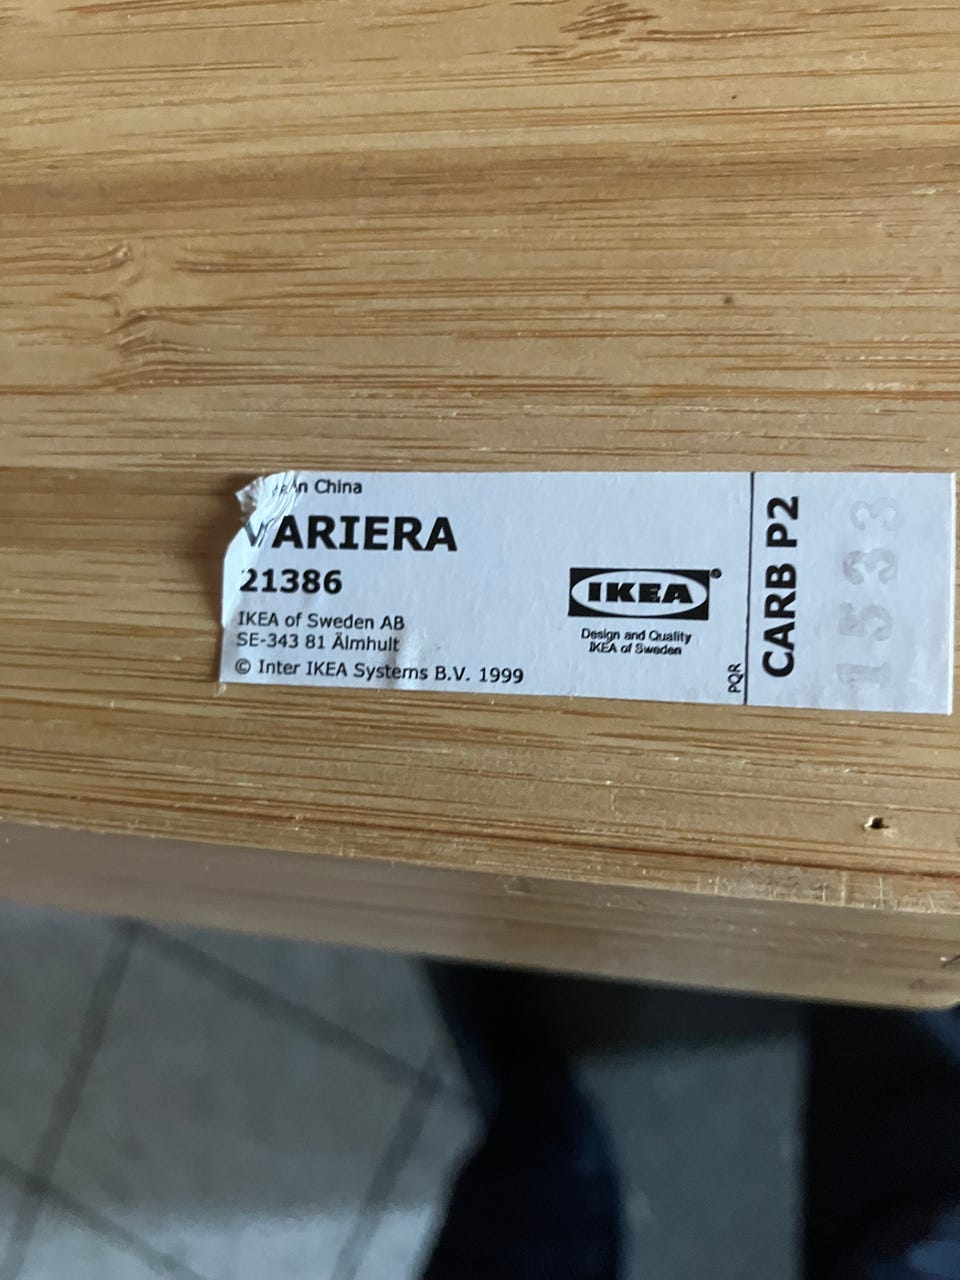 in China
VARIERA
21386
IKEA of Sweden AB
SE-343 81 Älmhult
© Inter IKEA Systems B.V. 1999
IKEA®
Design and Quality
IKEA of Sweden
PQR
CARB P2
1533